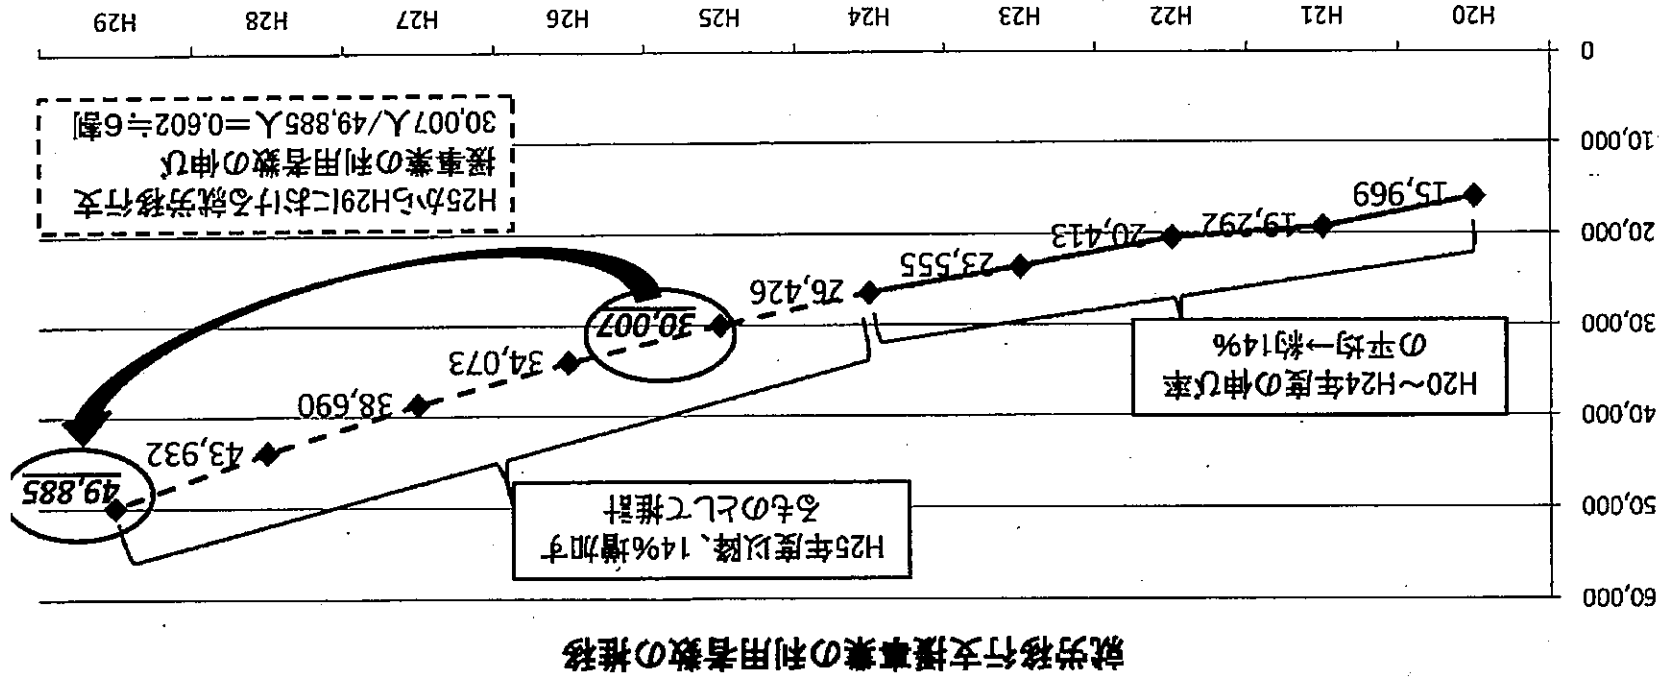 就労移行支援事業の利用者数の推移
60,000
50,000
40,000
30,000
20,000
10,000
0
H25年度以降、14%増加す
るものとして推計
H20～H24年度の伸び率
の平均→約14%
15,969
19,292
20,413
23,555
26,426
30,007
34,073
38,690
43,932
49,885
H25からH29における就労移行支
援事業の利用者数の伸び
30,007人/49,885人=0.602≒6割
H20 H21 H22 H23 H24 H25 H26 H27 H28 H29